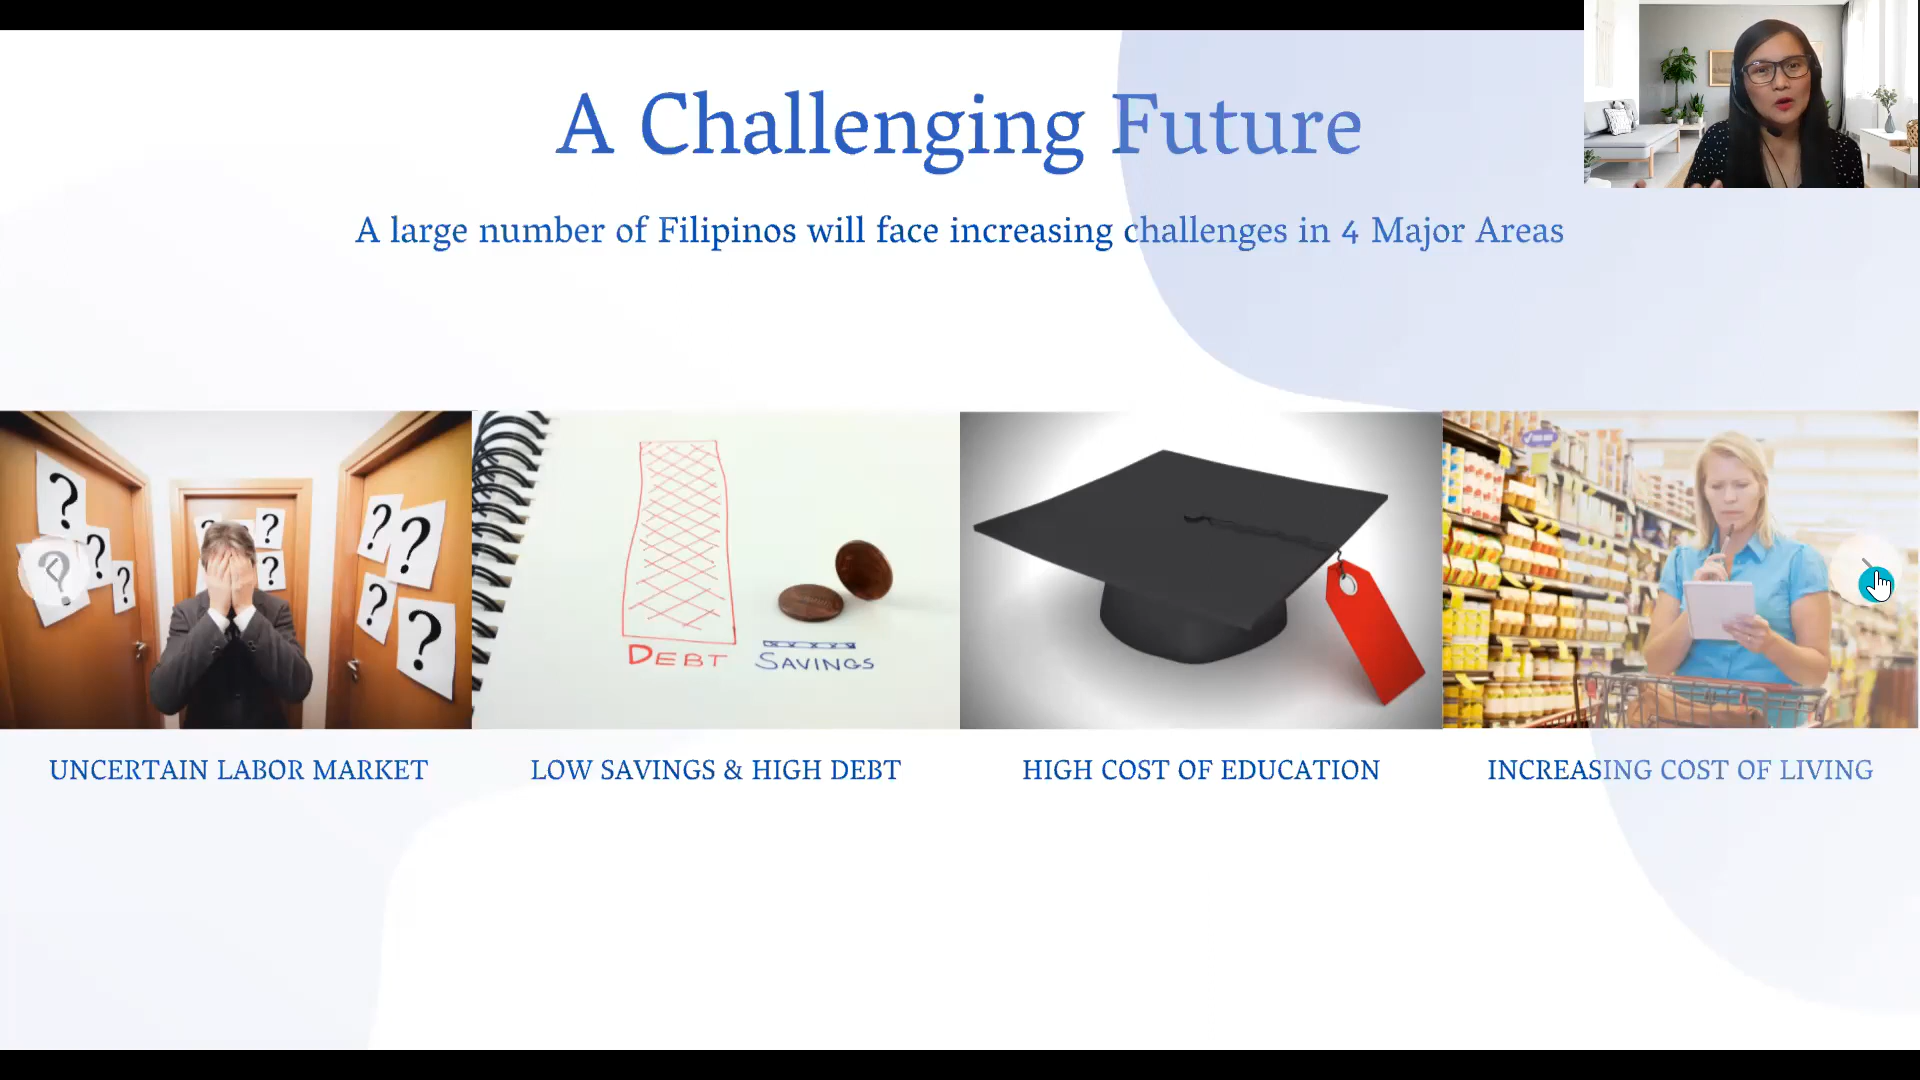 A Challenging Future
A large number of Filipinos will face increasing challenges in 4 Major Areas
?
?
?
?
?
?
?
?
?
?
?
DEBT
SAVINGS
UNCERTAIN LABOR MARKET
LOW SAVINGS & HIGH DEBT
HIGH COST OF EDUCATION
INCREASING COST OF LIVING